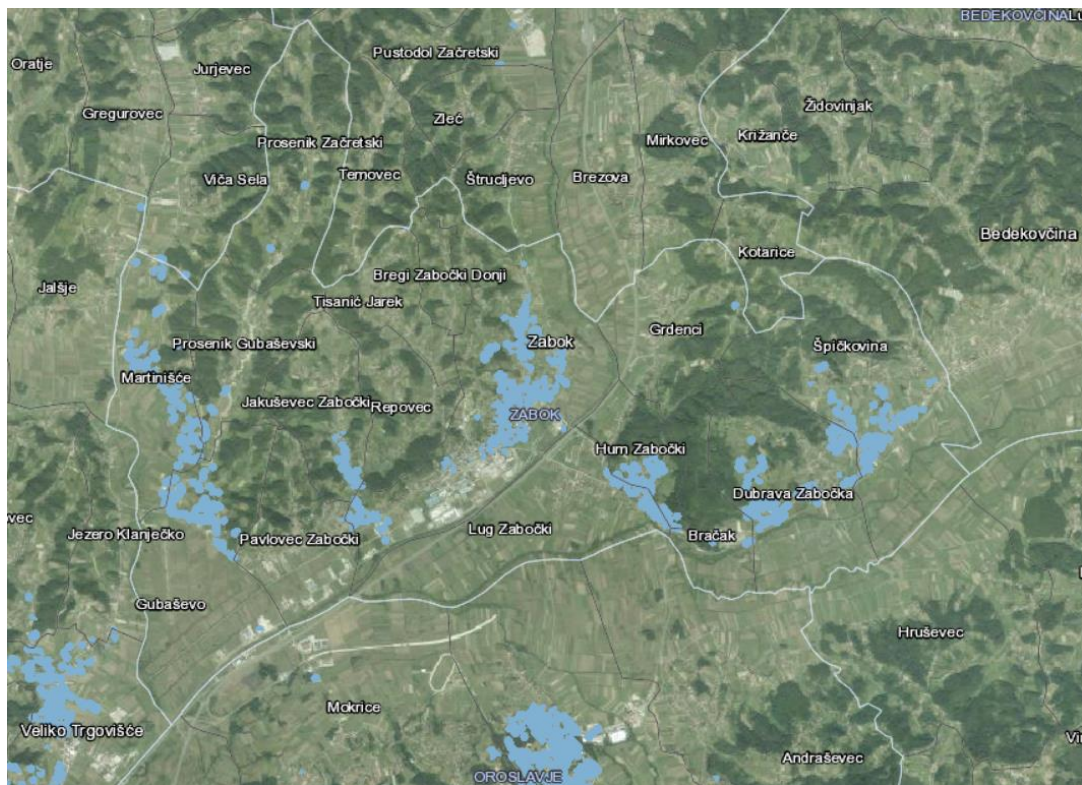 BEDEKOVČINA
Pustodol Začretski
Oratje
Jurjevec
Gregurovec
Židovinjak
Zleć
Križanče
Mirkovec
Prosenik Začretski
Temovec
Viča Sela
Štrucljevo
Brezova
Bedekovčina
Kotarice
Bregi Zabočki Donji
Jalšje
Tisanić Jarek
Grdenci
Prosenik Gubaševski
Zabok
Špičkovina
Martinišće
Jakuševec Zabočki
Repovec
ZABOK
Hum Zabočki
Dubrava Zabočka
Lug Zabočki
Jezero Klanječko
Pavlovec Zabočki
Bračak
Gubaševo
Hruševec
Mokrice
Veliko Trgovišće
Andraševec
OROSLAVJE